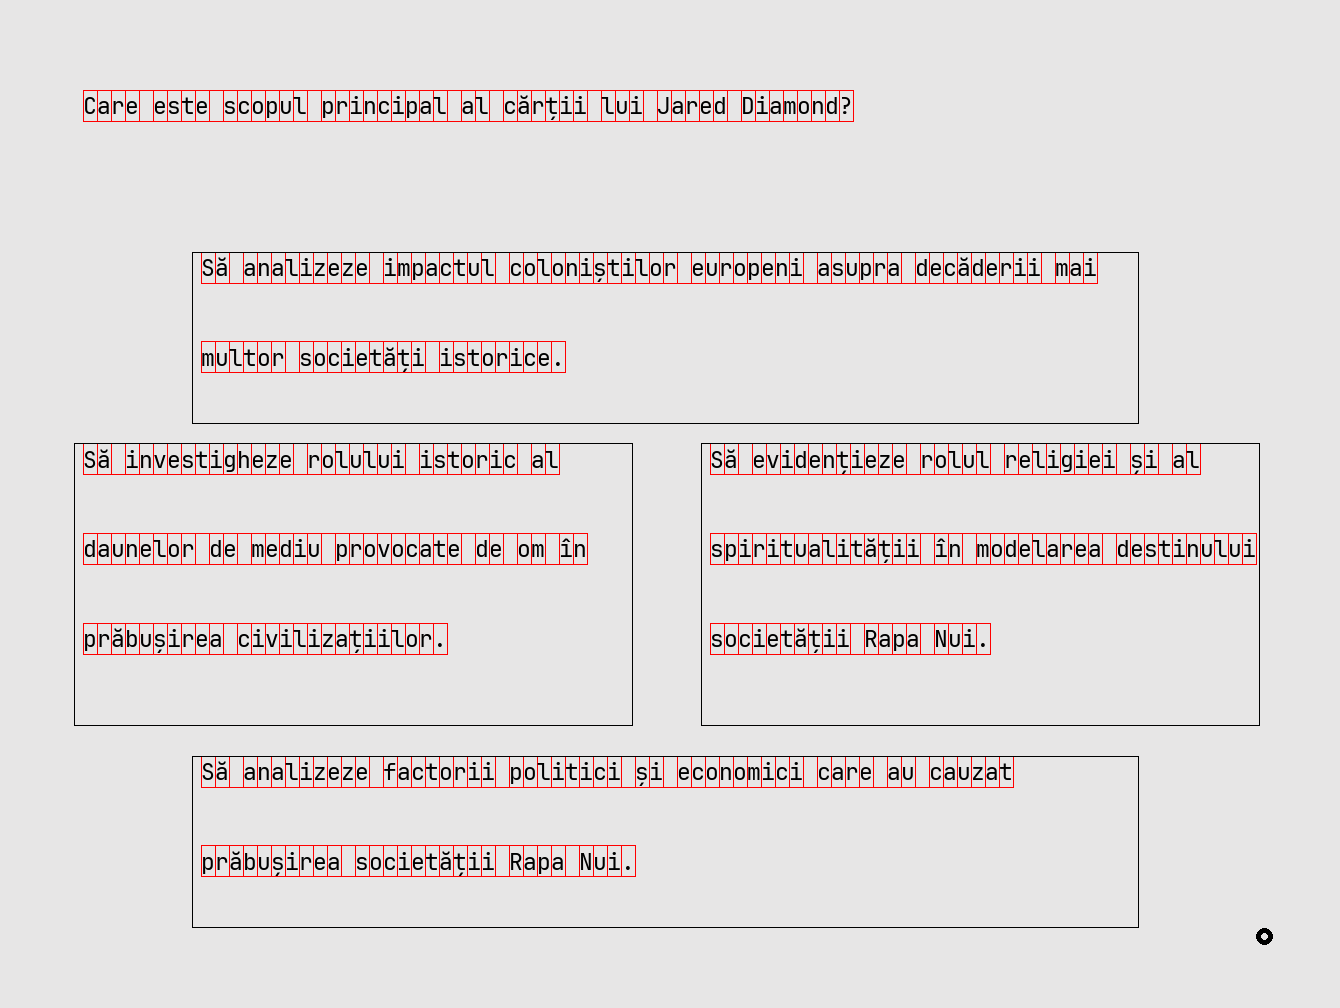 Care este scopul principal al cărții lui Jared Diamond?
Să analizeze impactul coloniștilor europeni asupra decăderii mai
multor societăți istorice.
Să investigheze rolului istoric al
daunelor de mediu provocate de om în
prăbușirea civilizațiilor.
Să evidențieze rolul religiei și al
spiritualității în modelarea destinului
societății Rapa Nui.
Să analizeze factorii politici și economici care au cauzat
prăbușirea societății Rapa Nui.